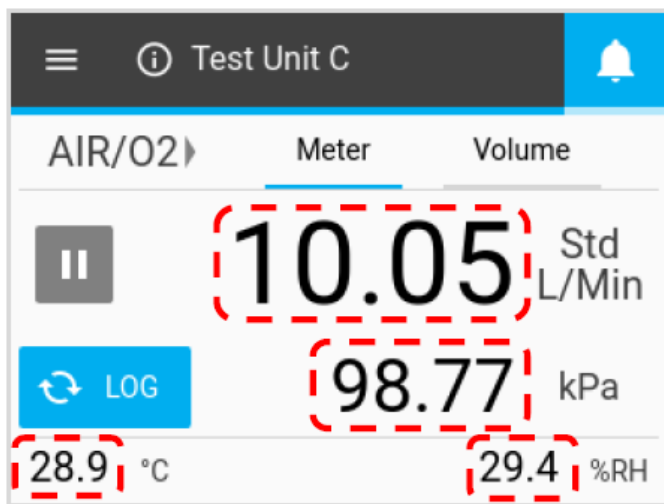 Test Unit C
AIR/O2 Meter Volume
10.05 Std L/Min
LOG 98.77 kPa
28.9 °C 29.4 %RH